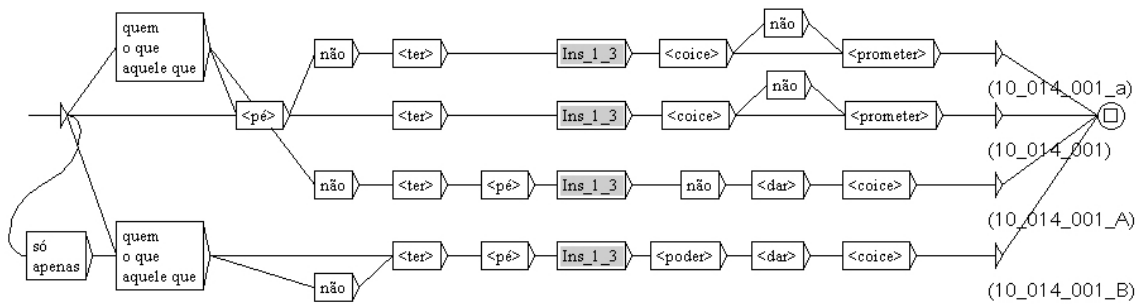 quem
o que
aquele que
não
<ter>
Ins_1_3
<coice>
não
<prometer>
(10_014_001_a)
<pé>
<ter>
Ins_1_3
<coice>
não
<prometer>
(10_014_001)
não
<ter>
<pé>
Ins_1_3
não
<dar>
<coice>
(10_014_001_A)
só
apenas
quem
o que
aquele que
não
<ter>
<pé>
Ins_1_3
<poder>
<dar>
<coice>
(10_014_001_B)